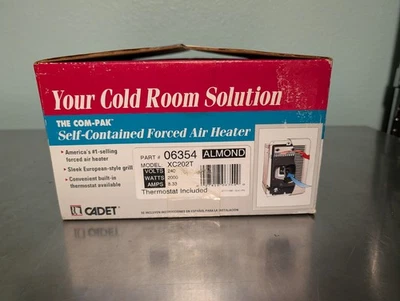 Your Cold Room Solution
THE COM-PAK
Self-Contained Forced Air Heater
• America's #1-selling
forced air heater
• Sleek European-style grill
• Convenient built-in
thermostat available
PART # 06354 ALMOND
MODEL: XC202T
VOLTS 240
WATTS 2000
AMPS 8.33
Thermostat Included
CADET